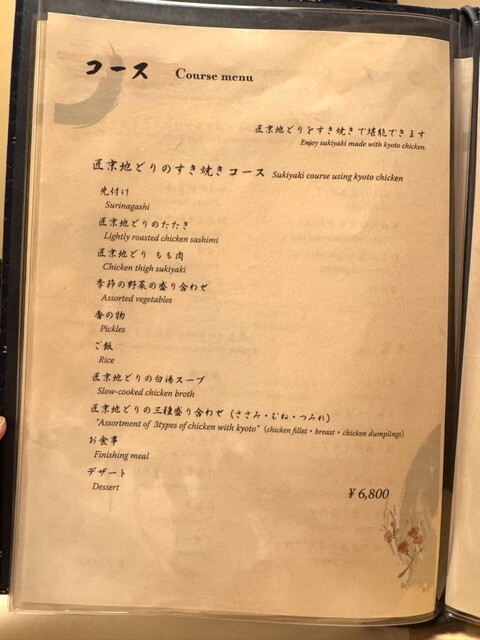 コース Course menu
匠京地どりをすき焼きで堪能できます
Enjoy sukiyaki made with kyoto chicken.
匠京地どりのすき焼きコース Sukiyaki course using kyoto chicken
先付け
Surinagashi
匠京地どりのたたき
Lightly roasted chicken sashimi
匠京地どり もも肉
Chicken thigh sukiyaki
季節の野菜の盛り合わせ
Assorted vegetables
香の物
Pickles
ご飯
Rice
匠京地どりの白湯スープ
Slow-cooked chicken broth
匠京地どりの三種盛り合わせ（ささみ・むね・つみれ）
"Assortment of 3types of chicken with kyoto" (chicken fillet・breast・chicken dumplings)
お食事
Finishing meal
デザート
Dessert
¥6,800